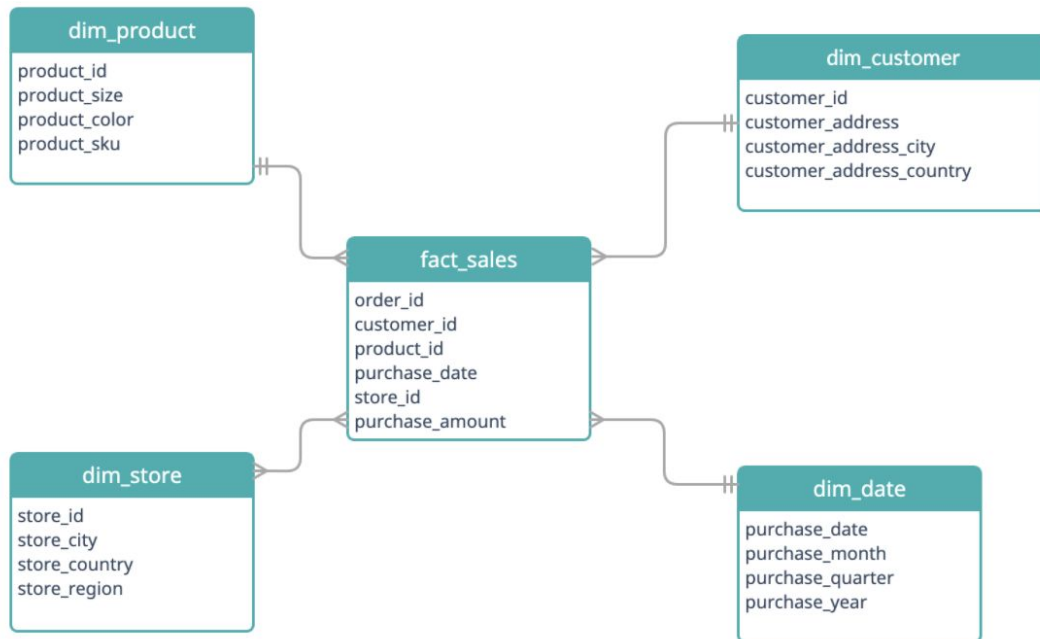 dim_product
product_id
product_size
product_color
product_sku
dim_customer
customer_id
customer_address
customer_address_city
customer_address_country
fact_sales
order_id
customer_id
product_id
purchase_date
store_id
purchase_amount
dim_store
store_id
store_city
store_country
store_region
dim_date
purchase_date
purchase_month
purchase_quarter
purchase_year